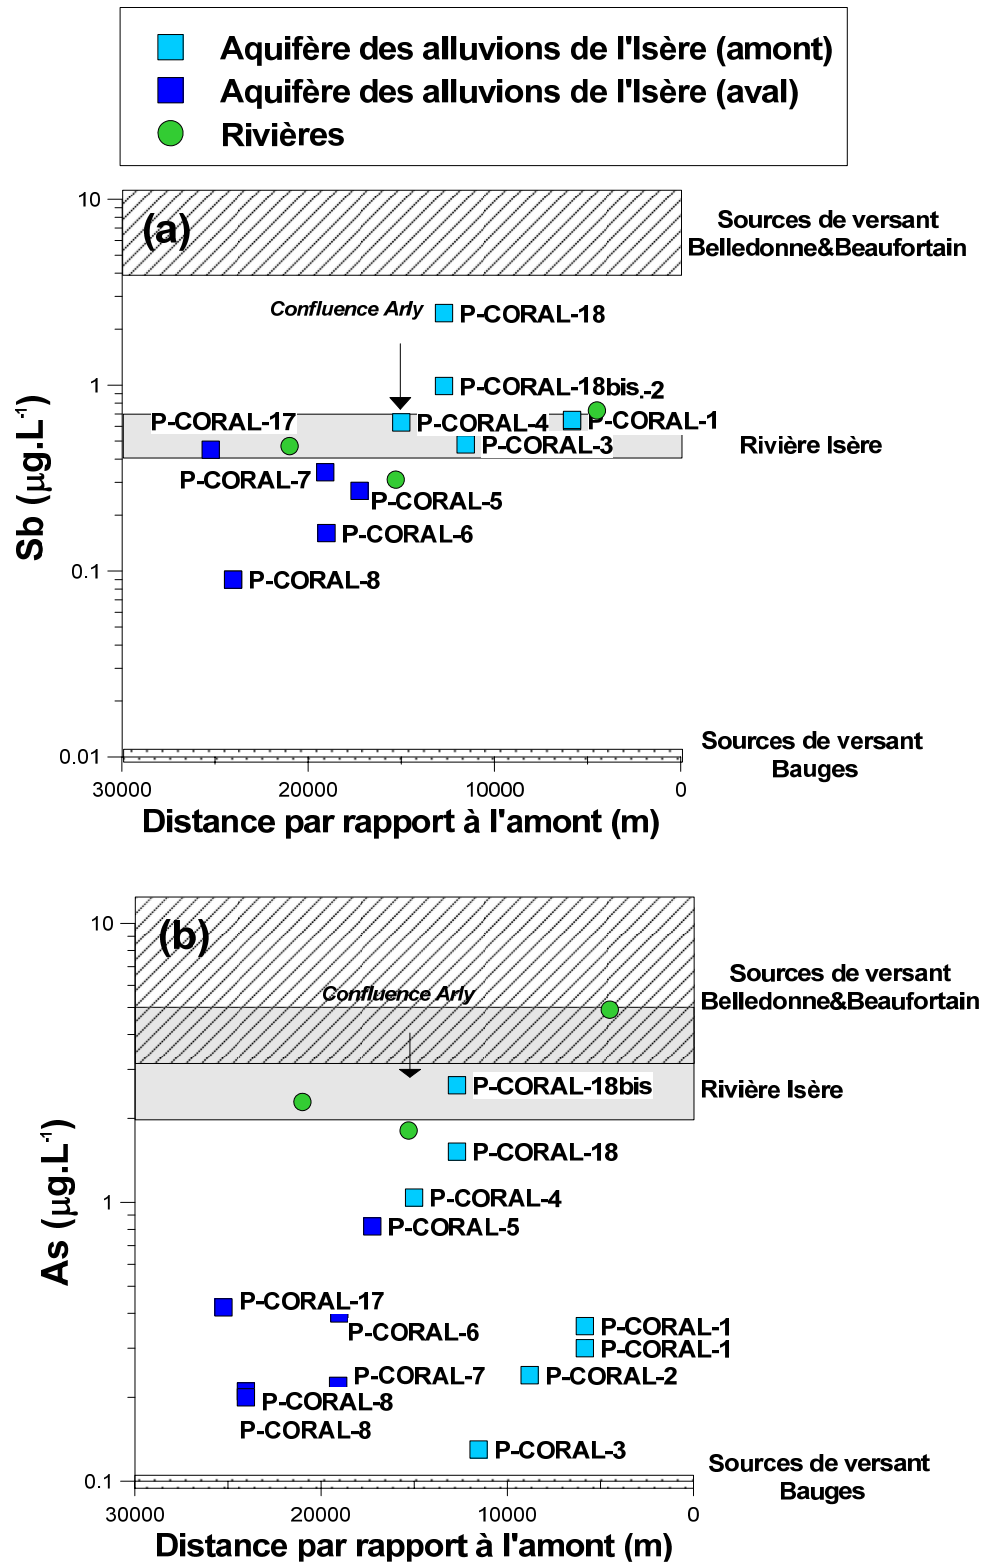 Aquifère des alluvions de l'Isère (amont)
Aquifère des alluvions de l'Isère (aval)
Rivières
(a)
10
1
0.1
0.01
Sb (µg.L-1)
Sources de versant
Belledonne&Beaufortain
Confluence Arly
P-CORAL-18
P-CORAL-18bis.-2
P-CORAL-17
P-CORAL-4
P-CORAL-1
P-CORAL-3
Rivière Isère
P-CORAL-7
P-CORAL-5
P-CORAL-6
P-CORAL-8
Sources de versant
Bauges
30000
20000
10000
0
Distance par rapport à l'amont (m)
(b)
10
1
0.1
As (µg.L-1)
Sources de versant
Belledonne&Beaufortain
Confluence Arly
P-CORAL-18bis
Rivière Isère
P-CORAL-18
P-CORAL-4
P-CORAL-5
P-CORAL-17
P-CORAL-6
P-CORAL-1
P-CORAL-1
P-CORAL-7
P-CORAL-2
P-CORAL-8
P-CORAL-8
P-CORAL-3
Sources de versant
Bauges
30000
20000
10000
0
Distance par rapport à l'amont (m)